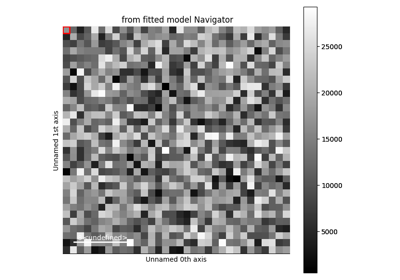 from fitted model Navigator
25000
20000
15000
10000
5000
Unnamed 1st axis
<undefined>
Unnamed 0th axis